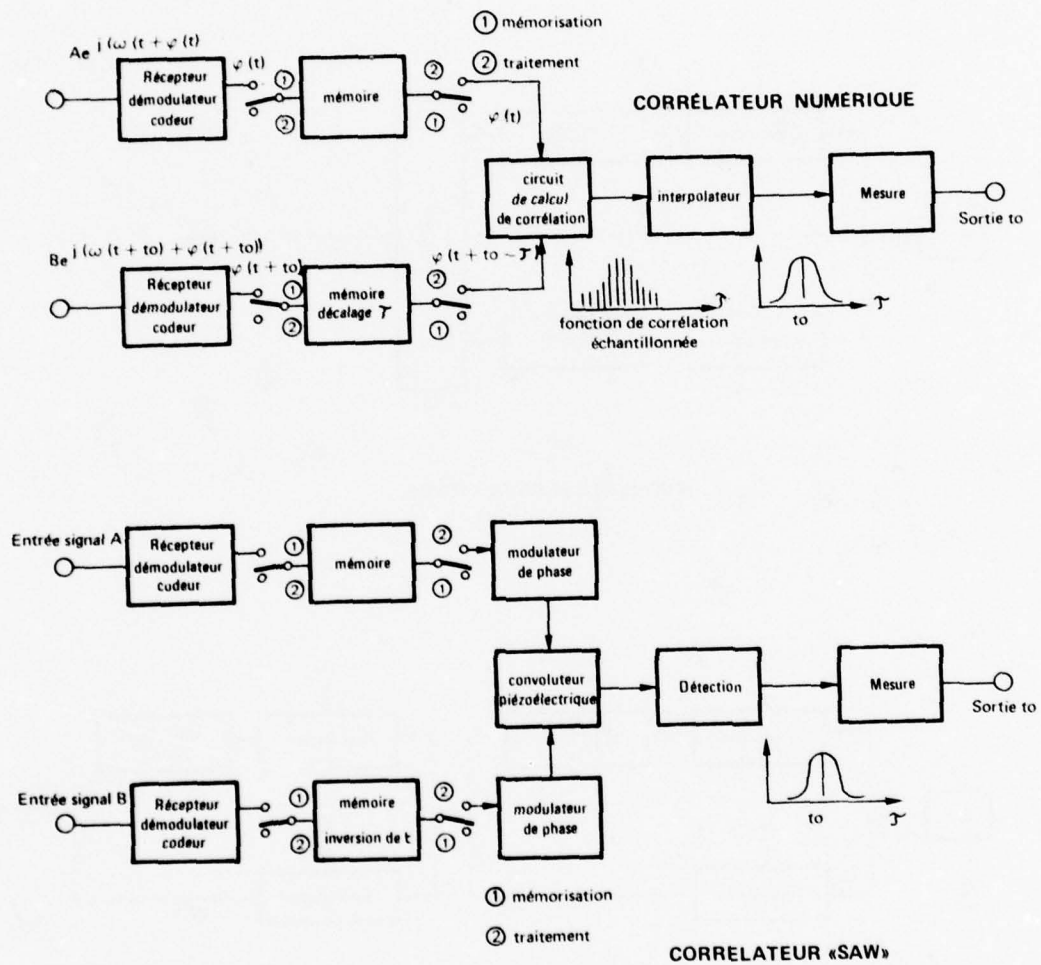 ① mémorisation
Ae j (ω (t + φ (t)
② traitement
Récepteur
démodulateur
codeur
φ (t)
①
②
mémoire
②
①
φ (t)
CORRÉLATEUR NUMÉRIQUE
circuit
de calcul
de corrélation
interpolateur
Mesure
Sortie to
Be j (ω (t + to) + φ (t + to))
Récepteur
démodulateur
codeur
φ (t + to)
①
②
mémoire
décalage T
φ (t + to - T)
②
①
T
fonction de corrélation
échantillonnée
to
T
Entrée signal A
Récepteur
démodulateur
codeur
①
②
mémoire
②
①
modulateur
de phase
convoluteur
piézoélectrique
Détection
Mesure
Sortie to
Entrée signal B
Récepteur
démodulateur
codeur
①
②
mémoire
inversion de t
②
①
modulateur
de phase
to
T
① mémorisation
② traitement
CORRELATEUR «SAW»